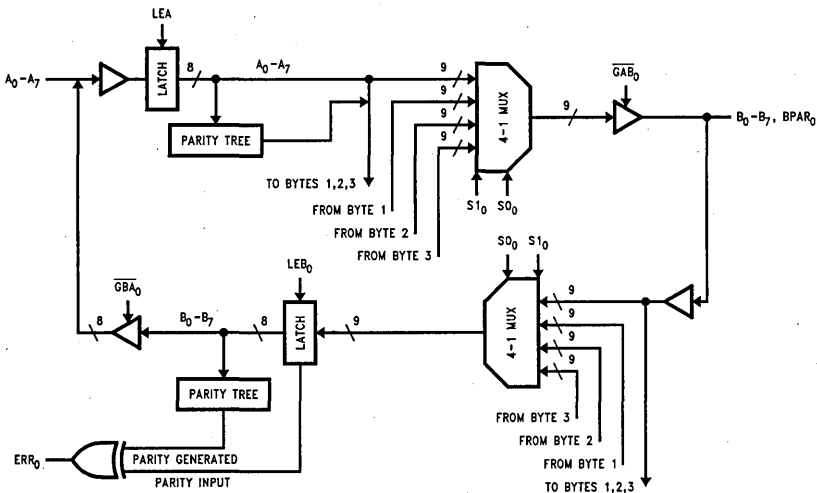 LEA
A₀-A₇
LATCH
8
A₀-A₇
9
9
9
9
4-1 MUX
9
G̅A̅B̅₀
B₀-B₇, BPAR₀
PARITY TREE
TO BYTES 1,2,3
FROM BYTE 1
FROM BYTE 2
FROM BYTE 3
S1₀
S0₀
S0₀
S1₀
G̅B̅A̅₀
8
B₀-B₇
8
LEB₀
LATCH
9
4-1 MUX
9
9
9
9
PARITY TREE
FROM BYTE 3
FROM BYTE 2
FROM BYTE 1
TO BYTES 1,2,3
ERR₀
PARITY GENERATED
PARITY INPUT